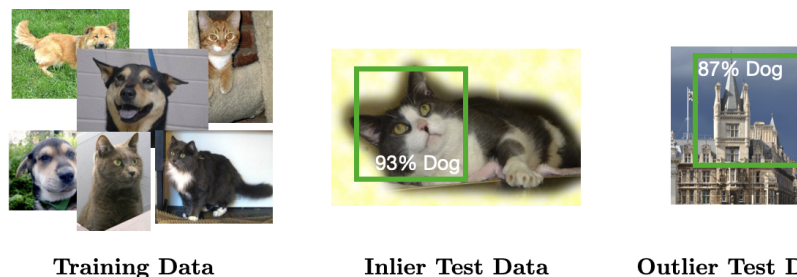 87% Dog
93% Dog
Training Data
Inlier Test Data
Outlier Test D